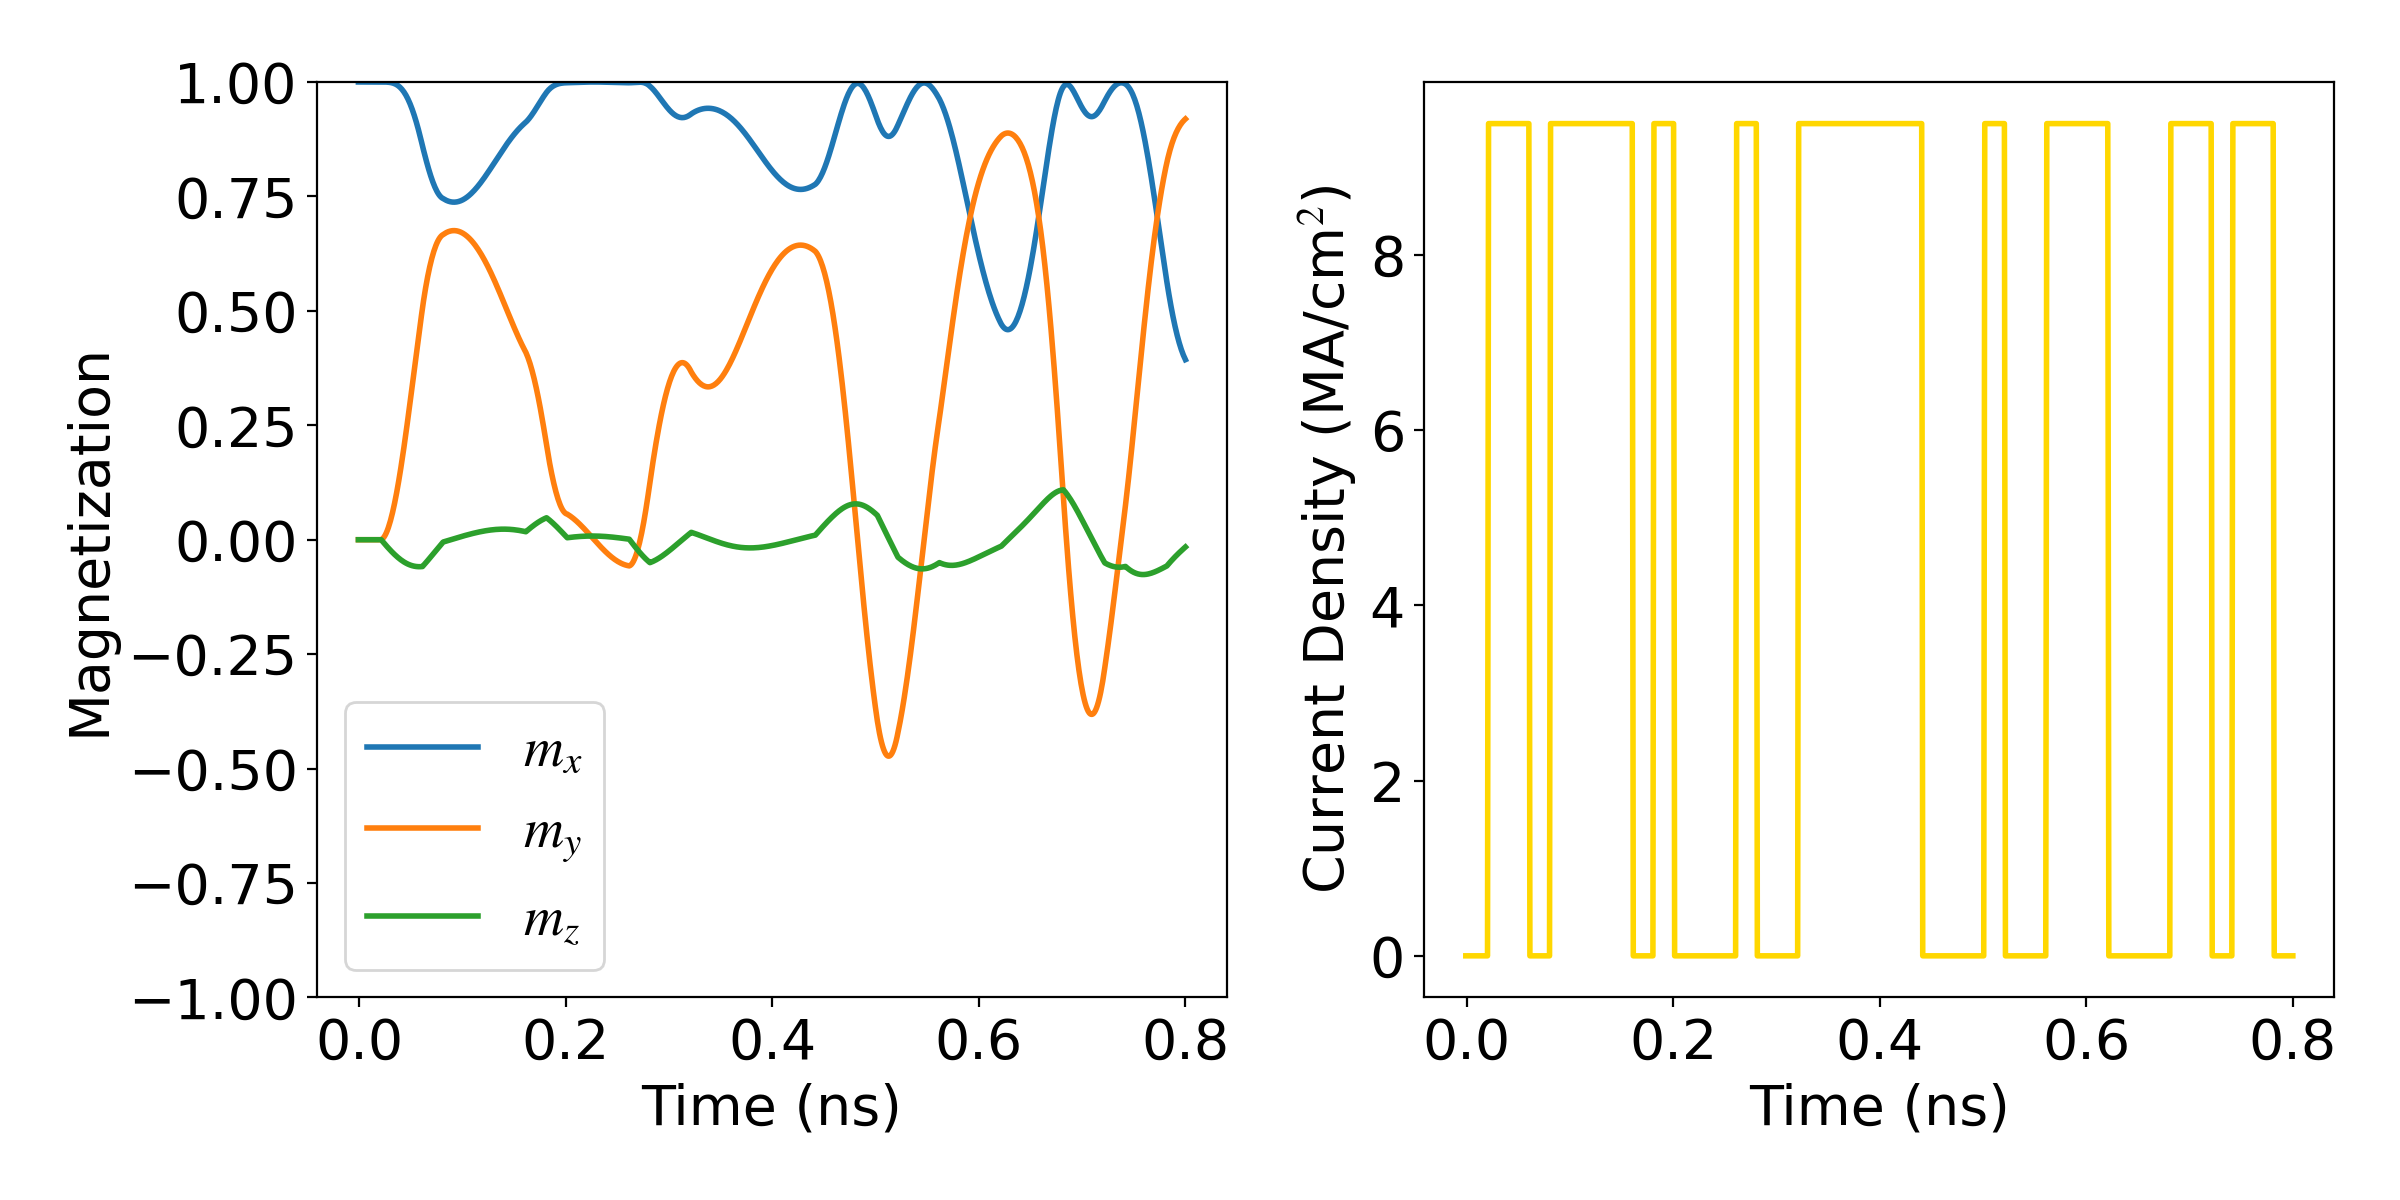 1.00
0.75
0.50
0.25
0.00
−0.25
−0.50
−0.75
−1.00
Magnetization
m_x
m_y
m_z
0.0 0.2 0.4 0.6 0.8
Time (ns)
8
6
4
2
0
Current Density (MA/cm²)
0.0 0.2 0.4 0.6 0.8
Time (ns)